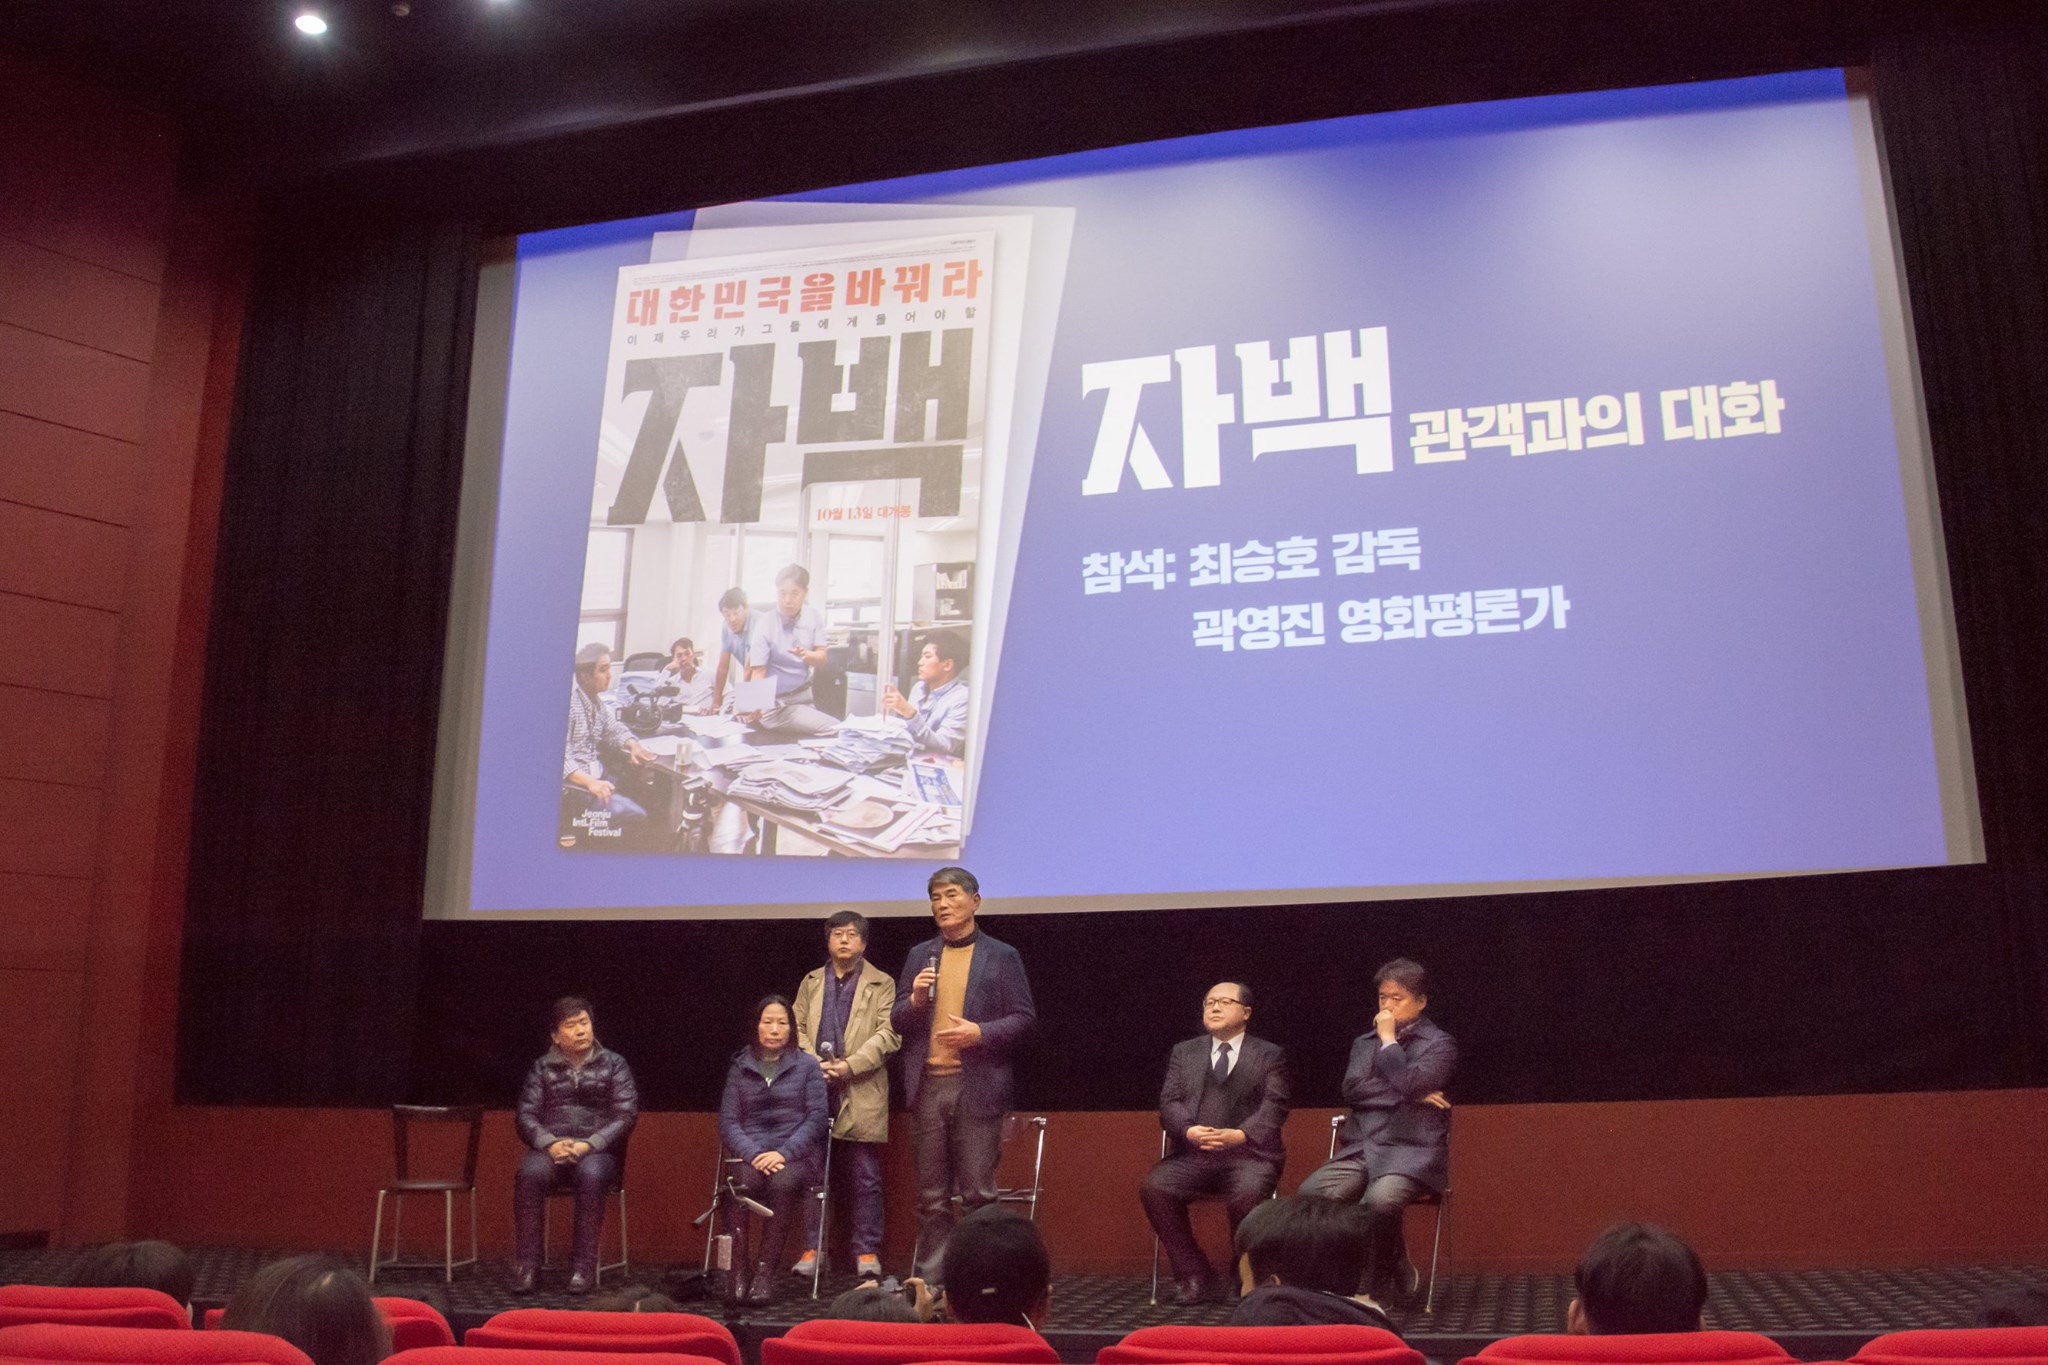 대한민국을 바꿔라
이제 우리가 그들에게 들어야 할
자백
10월 13일 대개봉
Jeonju
Int'l. Film
Festival
자백 관객과의 대화
참석: 최승호 감독
곽영진 영화평론가